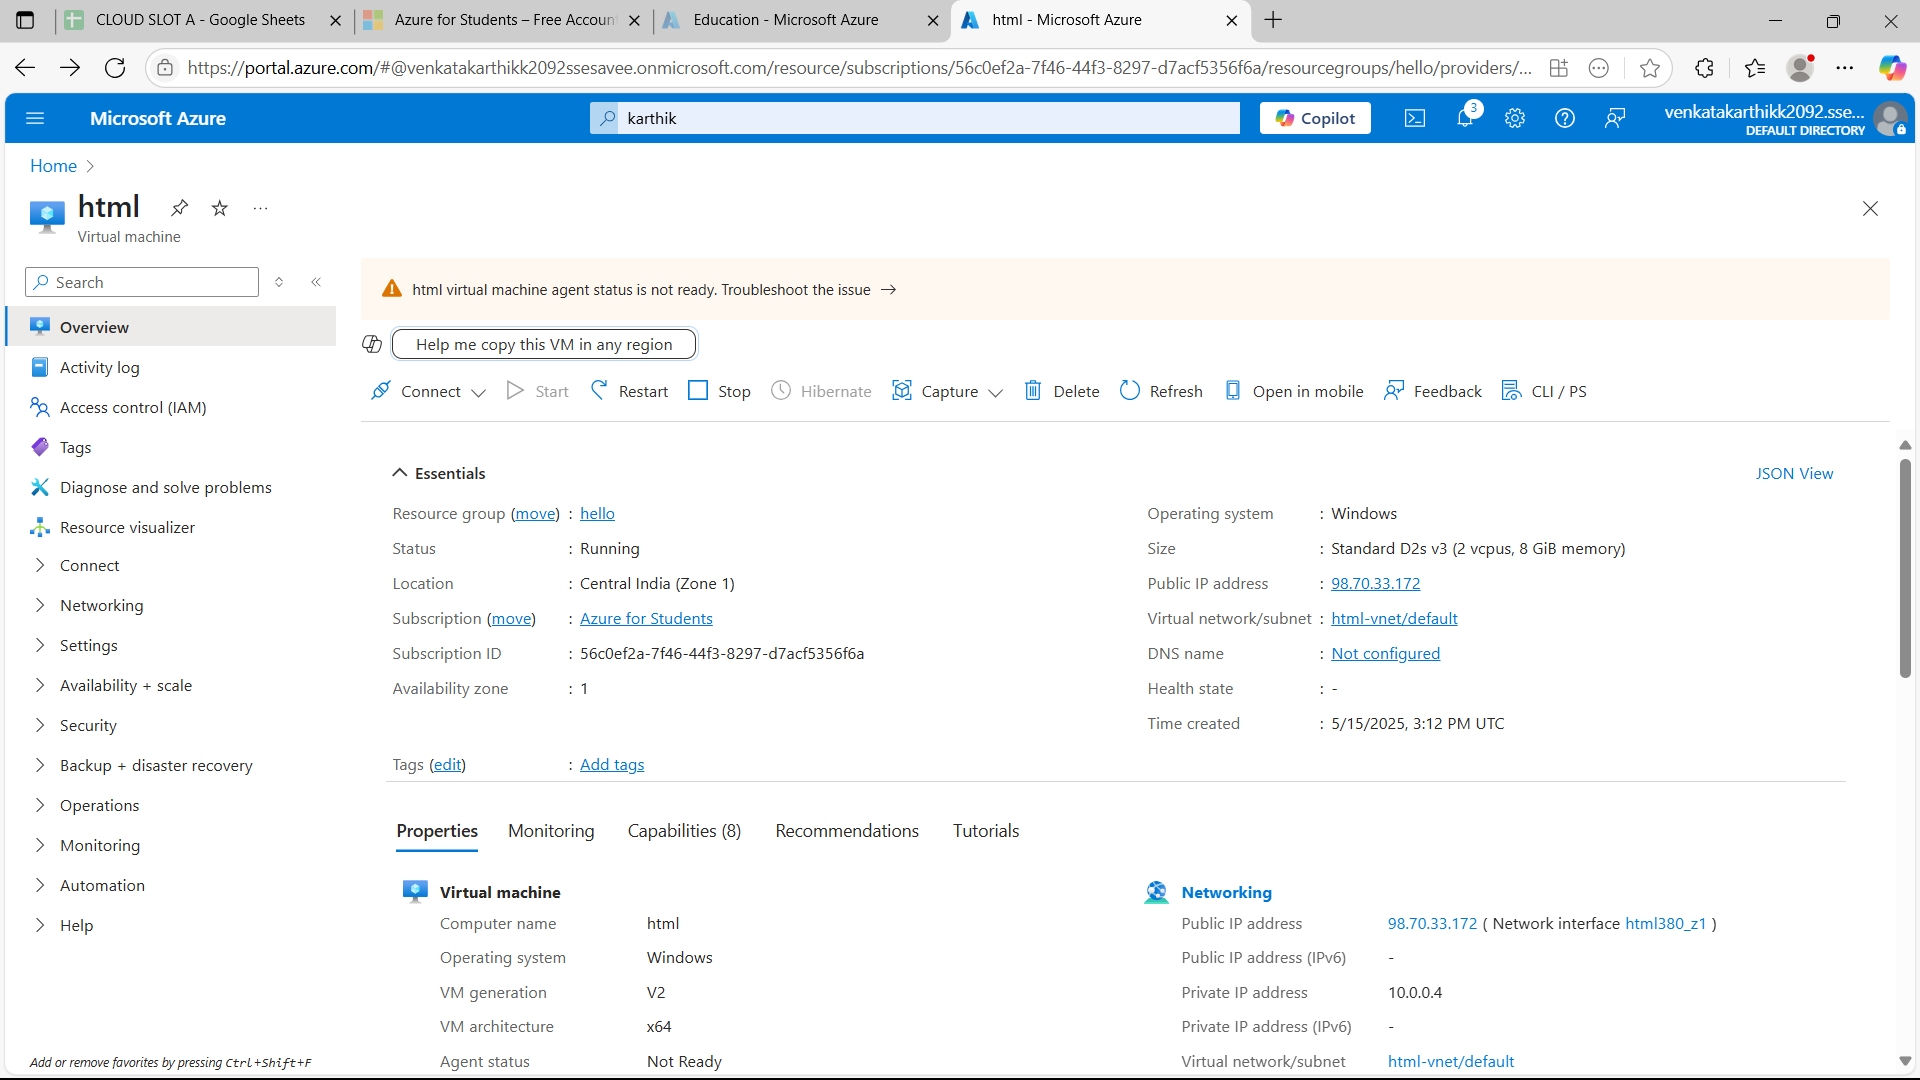 CLOUD SLOT A - Google Sheets
Azure for Students – Free Accoun
Education - Microsoft Azure
html - Microsoft Azure
https://portal.azure.com/#@venkatakarthikk2092ssesavee.onmicrosoft.com/resource/subscriptions/56c0ef2a-7f46-44f3-8297-d7acf5356f6a/resourcegroups/hello/providers/...
Microsoft Azure
karthik
Copilot
3
venkatakarthikk2092.sse...
DEFAULT DIRECTORY
Home
html
Virtual machine
Search
Overview
Activity log
Access control (IAM)
Tags
Diagnose and solve problems
Resource visualizer
Connect
Networking
Settings
Availability + scale
Security
Backup + disaster recovery
Operations
Monitoring
Automation
Help
Add or remove favorites by pressing Ctrl+Shift+F
html virtual machine agent status is not ready. Troubleshoot the issue →
Help me copy this VM in any region
Connect Start Restart Stop Hibernate Capture Delete Refresh Open in mobile Feedback CLI / PS
Essentials
JSON View
Resource group (move) : hello
Status : Running
Location : Central India (Zone 1)
Subscription (move) : Azure for Students
Subscription ID : 56c0ef2a-7f46-44f3-8297-d7acf5356f6a
Availability zone : 1
Operating system : Windows
Size : Standard D2s v3 (2 vcpus, 8 GiB memory)
Public IP address : 98.70.33.172
Virtual network/subnet : html-vnet/default
DNS name : Not configured
Health state : -
Time created : 5/15/2025, 3:12 PM UTC
Tags (edit) : Add tags
Properties Monitoring Capabilities (8) Recommendations Tutorials
Virtual machine
Computer name html
Operating system Windows
VM generation V2
VM architecture x64
Agent status Not Ready
Networking
Public IP address 98.70.33.172 ( Network interface html380_z1 )
Public IP address (IPv6) -
Private IP address 10.0.0.4
Private IP address (IPv6) -
Virtual network/subnet html-vnet/default